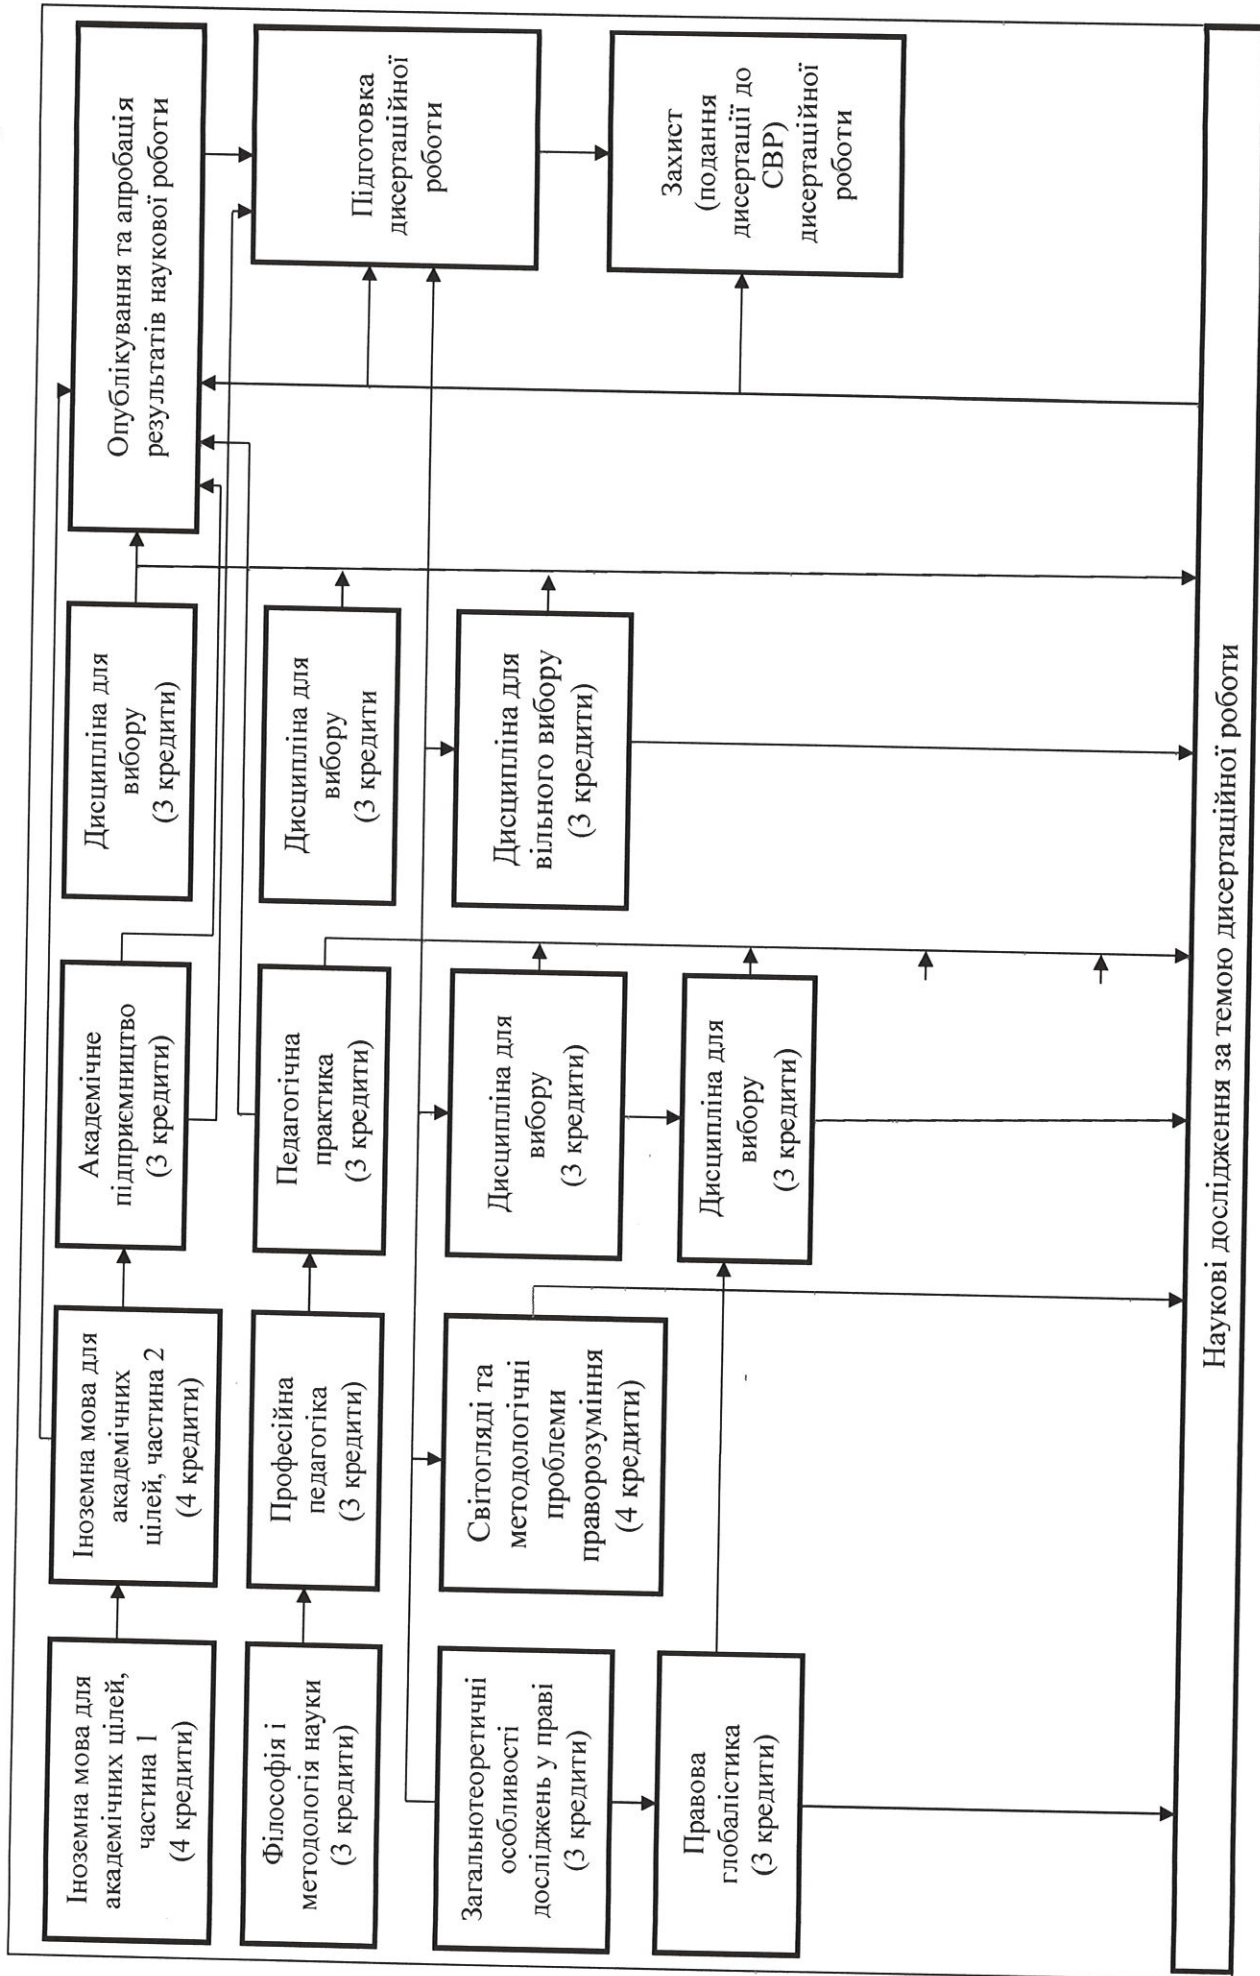 Іноземна мова для
академічних цілей,
частина 1
(4 кредити)
Іноземна мова для
академічних
цілей, частина 2
(4 кредити)
Академічне
підприємництво
(3 кредити)
Дисципліна для
вибору
(3 кредити)
Опублікування та апробація
результатів наукової роботи
Філософія і
методологія науки
(3 кредити)
Професійна
педагогіка
(3 кредити)
Педагогічна
практика
(3 кредити)
Дисципліна для
вибору
(3 кредити
Підготовка
дисертаційної
роботи
Загальнотеоретичні
особливості
досліджень у праві
(3 кредити)
Світогляді та
методологічні
проблеми
праворозуміння
(4 кредити)
Дисципліна для
вибору
(3 кредити)
Дисципліна для
вільного вибору
(3 кредити)
Захист
(подання
дисертації до
СВР)
дисертаційної
роботи
Правова
глобалістика
(3 кредити)
Дисципліна для
вибору
(3 кредити)
Наукові дослідження за темою дисертаційної роботи